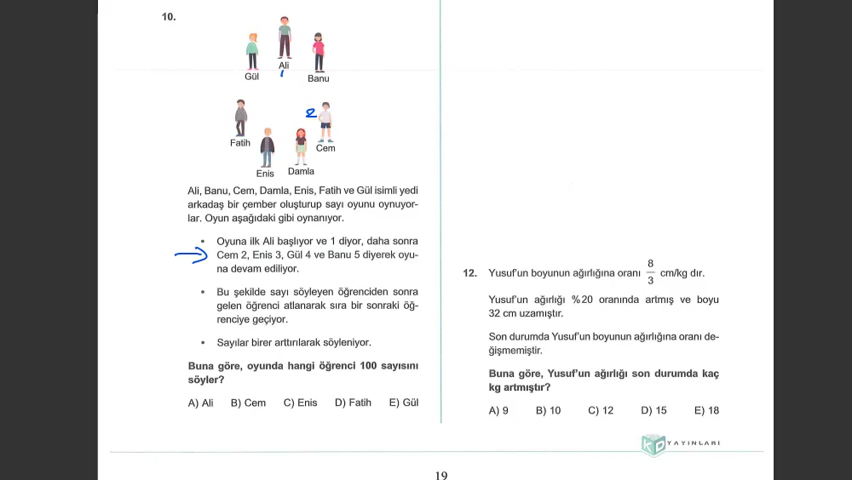 10.
Ali
Gül
1
Banu
2
Fatih
Cem
Enis
Damla
Ali, Banu, Cem, Damla, Enis, Fatih ve Gül isimli yedi
arkadaş bir çember oluşturup sayı oyunu oynuyor-
lar. Oyun aşağıdaki gibi oynanıyor.
• Oyuna ilk Ali başlıyor ve 1 diyor, daha sonra
Cem 2, Enis 3, Gül 4 ve Banu 5 diyerek oyu-
na devam ediliyor.
• Bu şekilde sayı söyleyen öğrenciden sonra
gelen öğrenci atlanarak sıra bir sonraki öğ-
renciye geçiyor.
• Sayılar birer arttırılarak söyleniyor.
Buna göre, oyunda hangi öğrenci 100 sayısını
söyler?
A) Ali B) Cem C) Enis D) Fatih E) Gül
12. Yusuf'un boyunun ağırlığına oranı 8/3 cm/kg dır.
Yusuf'un ağırlığı %20 oranında artmış ve boyu
32 cm uzamıştır.
Son durumda Yusuf'un boyunun ağırlığına oranı de-
ğişmemiştir.
Buna göre, Yusuf'un ağırlığı son durumda kaç
kg artmıştır?
A) 9 B) 10 C) 12 D) 15 E) 18
YAYINLARI
19